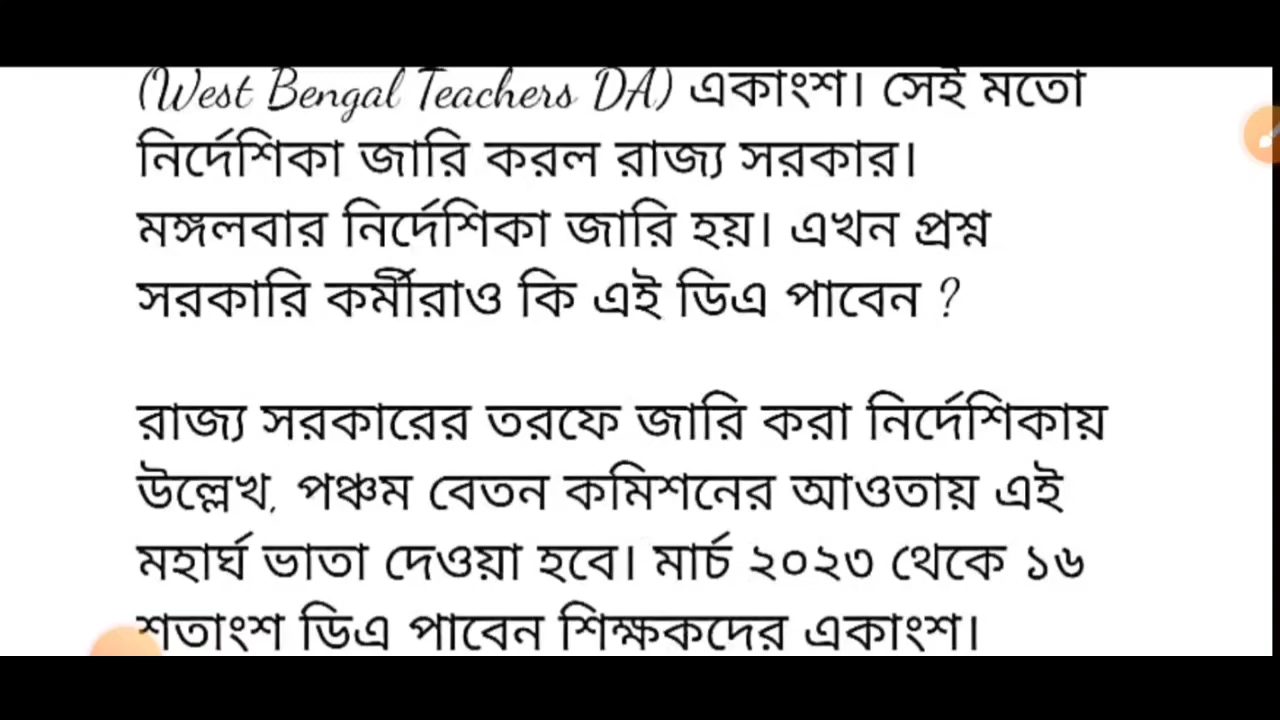 (West Bengal Teachers DA) একাংশ। সেই মতো
নির্দেশিকা জারি করল রাজ্য সরকার।
মঙ্গলবার নির্দেশিকা জারি হয়। এখন প্রশ্ন
সরকারি কর্মীরাও কি এই ডিএ পাবেন ?
রাজ্য সরকারের তরফে জারি করা নির্দেশিকায়
উল্লেখ, পঞ্চম বেতন কমিশনের আওতায় এই
মহার্ঘ ভাতা দেওয়া হবে। মার্চ ২০২৩ থেকে ১৬
শতাংশ ডিএ পাবেন শিক্ষকদের একাংশ।